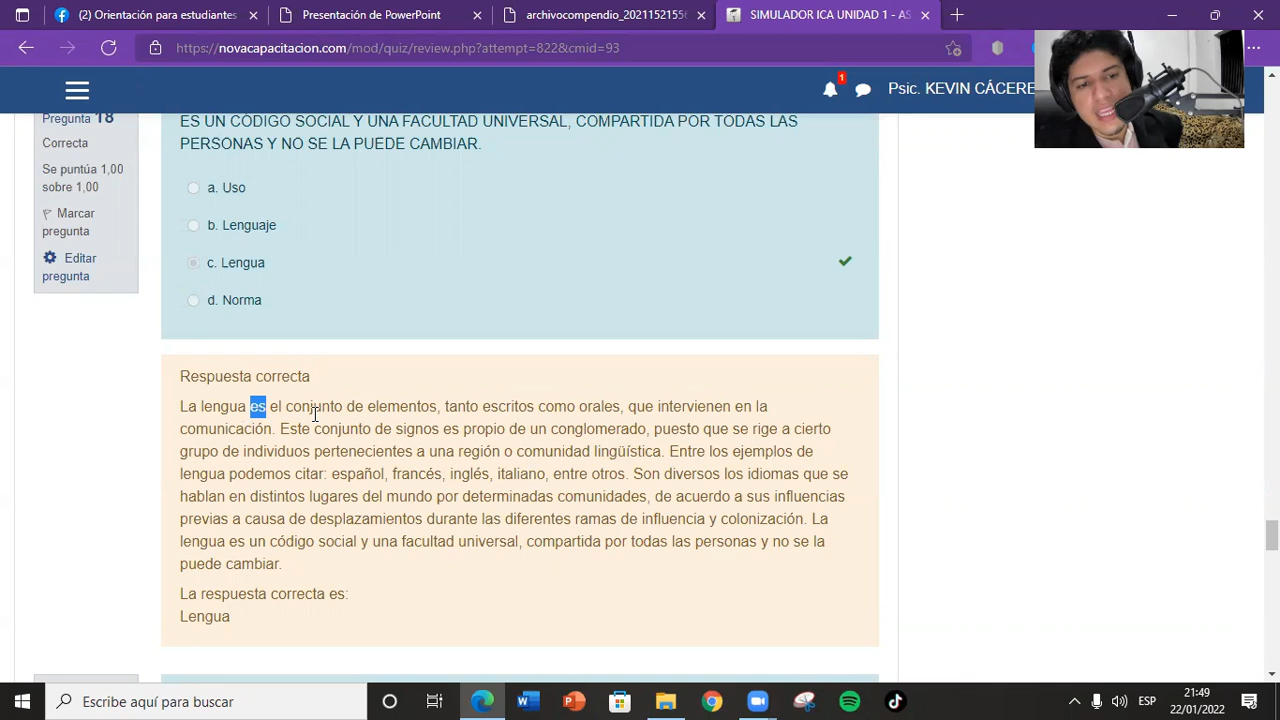 (2) Orientación para estudiantes
Presentación de PowerPoint
archivocompendio_2021152155
SIMULADOR ICA UNIDAD 1 - AS
https://novacapacitacion.com/mod/quiz/review.php?attempt=822&cmid=93
1
Psic. KEVIN CÁCERE
Pregunta 18
Correcta
Se puntúa 1,00
sobre 1,00
Marcar
pregunta
Editar
pregunta
ES UN CÓDIGO SOCIAL Y UNA FACULTAD UNIVERSAL, COMPARTIDA POR TODAS LAS
PERSONAS Y NO SE LA PUEDE CAMBIAR.
a. Uso
b. Lenguaje
c. Lengua
d. Norma
Respuesta correcta
La lengua es el conjunto de elementos, tanto escritos como orales, que intervienen en la
comunicación. Este conjunto de signos es propio de un conglomerado, puesto que se rige a cierto
grupo de individuos pertenecientes a una región o comunidad lingüística. Entre los ejemplos de
lengua podemos citar: español, francés, inglés, italiano, entre otros. Son diversos los idiomas que se
hablan en distintos lugares del mundo por determinadas comunidades, de acuerdo a sus influencias
previas a causa de desplazamientos durante las diferentes ramas de influencia y colonización. La
lengua es un código social y una facultad universal, compartida por todas las personas y no se la
puede cambiar.
La respuesta correcta es:
Lengua
Escribe aquí para buscar
ESP
21:49
22/01/2022